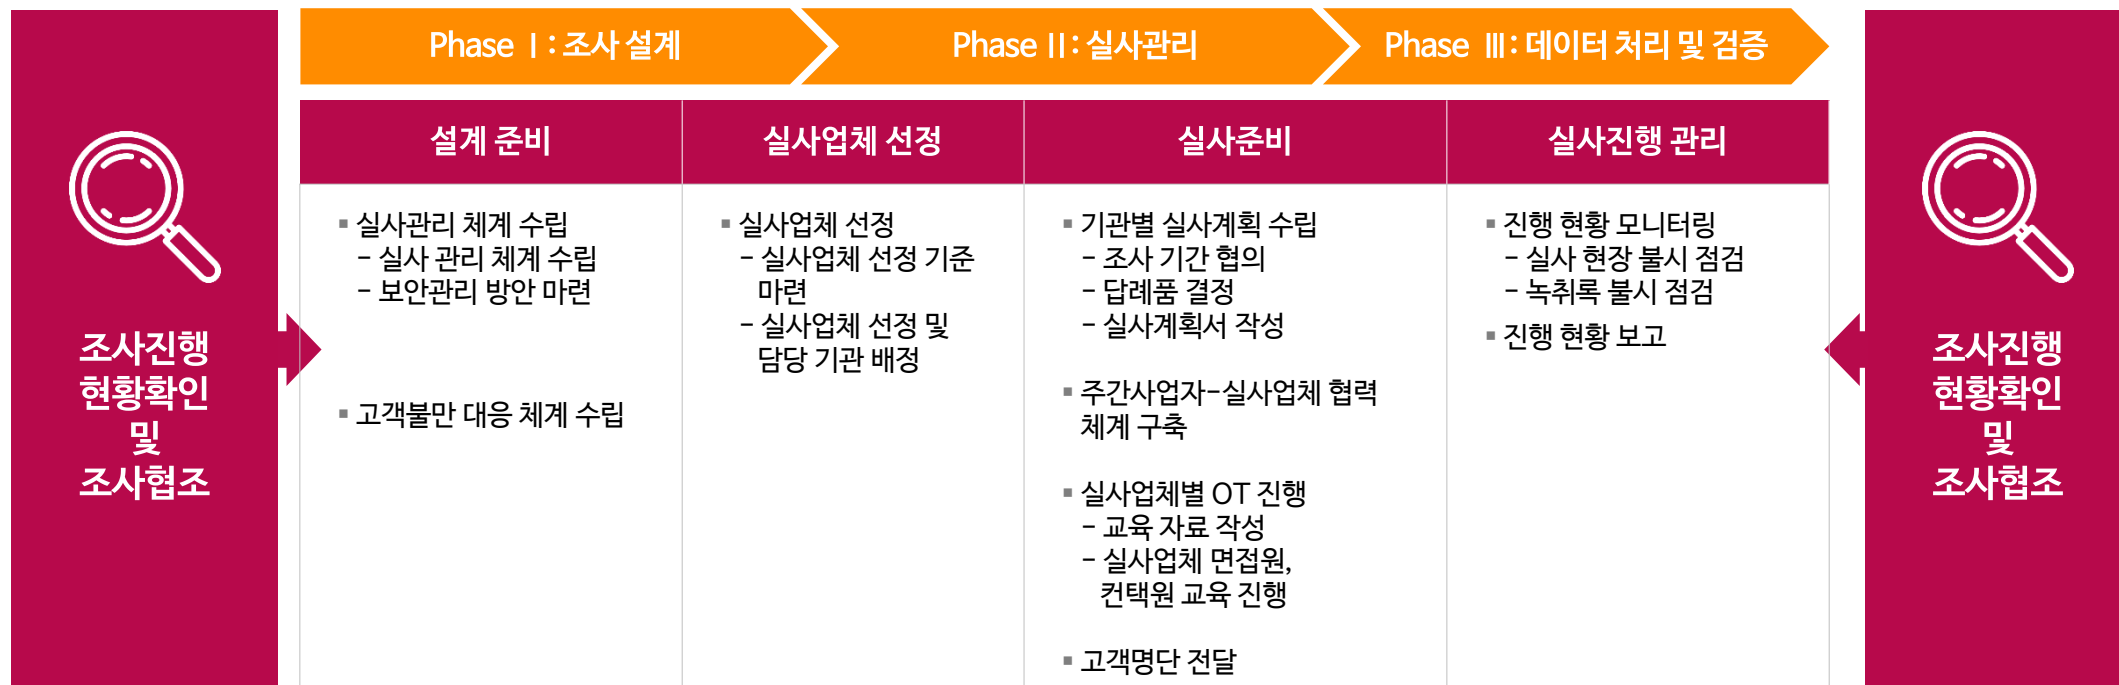 Phase Ⅰ : 조사 설계
Phase Ⅱ : 실사관리
Phase Ⅲ : 데이터 처리 및 검증
조사진행
현황확인
및
조사협조
설계 준비
▪ 실사관리 체계 수립
- 실사 관리 체계 수립
- 보안관리 방안 마련
▪ 고객불만 대응 체계 수립
실사업체 선정
▪ 실사업체 선정
- 실사업체 선정 기준
마련
- 실사업체 선정 및
담당 기관 배정
실사준비
▪ 기관별 실사계획 수립
- 조사 기간 협의
- 답례품 결정
- 실사계획서 작성
▪ 주간사업자-실사업체 협력
체계 구축
▪ 실사업체별 OT 진행
- 교육 자료 작성
- 실사업체 면접원,
컨택원 교육 진행
▪ 고객명단 전달
실사진행 관리
▪ 진행 현황 모니터링
- 실사 현장 불시 점검
- 녹취록 불시 점검
▪ 진행 현황 보고
조사진행
현황확인
및
조사협조